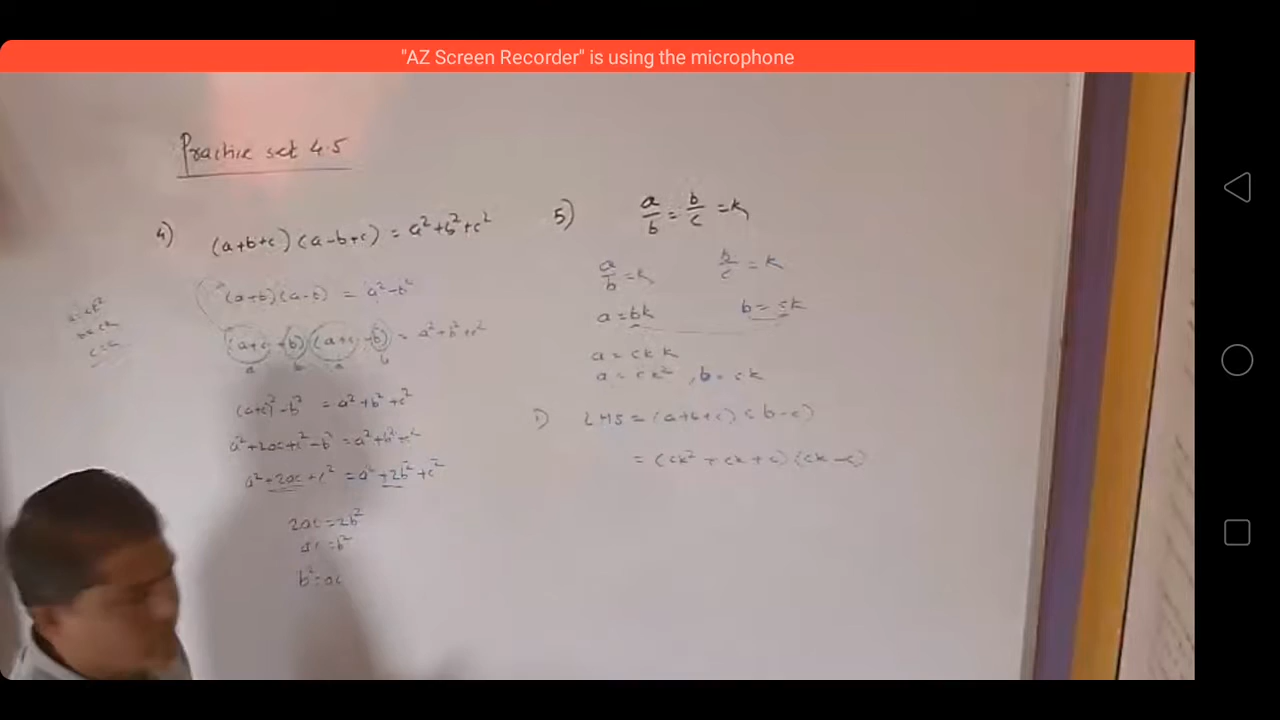 "AZ Screen Recorder" is using the microphone
Practice set 4.5
4) (a+b+c)(a-b+c) = a²+b²+c²
(a+b)(a-b) = a²-b²
(a+c +b)(a+c -b) = a²+b²+c²
a b a b
(a+c)²-b² = a²+b²+c²
a²+2ac+c²-b² = a²+b²+c²
a²+2ac+c² = a²+2b²+c²
2ac = 2b²
ac = b²
b² = ac
5) a/b = b/c = k
a/b = k b/c = k
a = bk b = ck
a = ck k
a = ck² , b = ck
1) LHS = (a+b+c)(b-c)
= (ck² + ck + c)(ck-c)